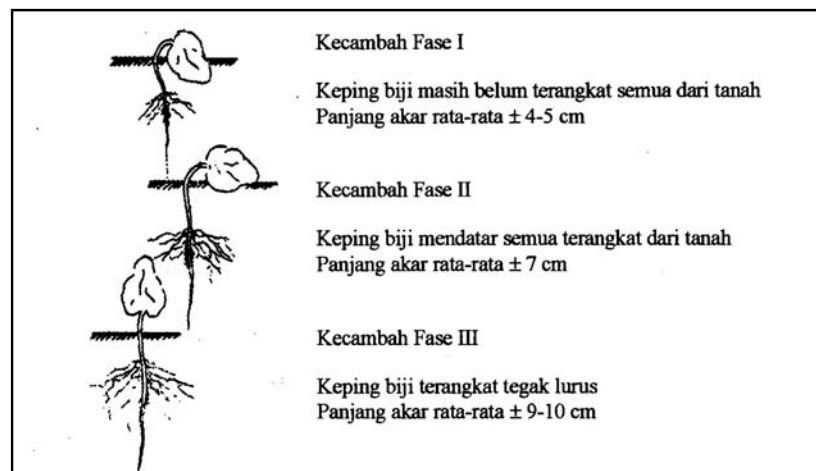 Kecambah Fase I
Keping biji masih belum terangkat semua dari tanah
Panjang akar rata-rata ± 4-5 cm
Kecambah Fase II
Keping biji mendatar semua terangkat dari tanah
Panjang akar rata-rata ± 7 cm
Kecambah Fase III
Keping biji terangkat tegak lurus
Panjang akar rata-rata ± 9-10 cm